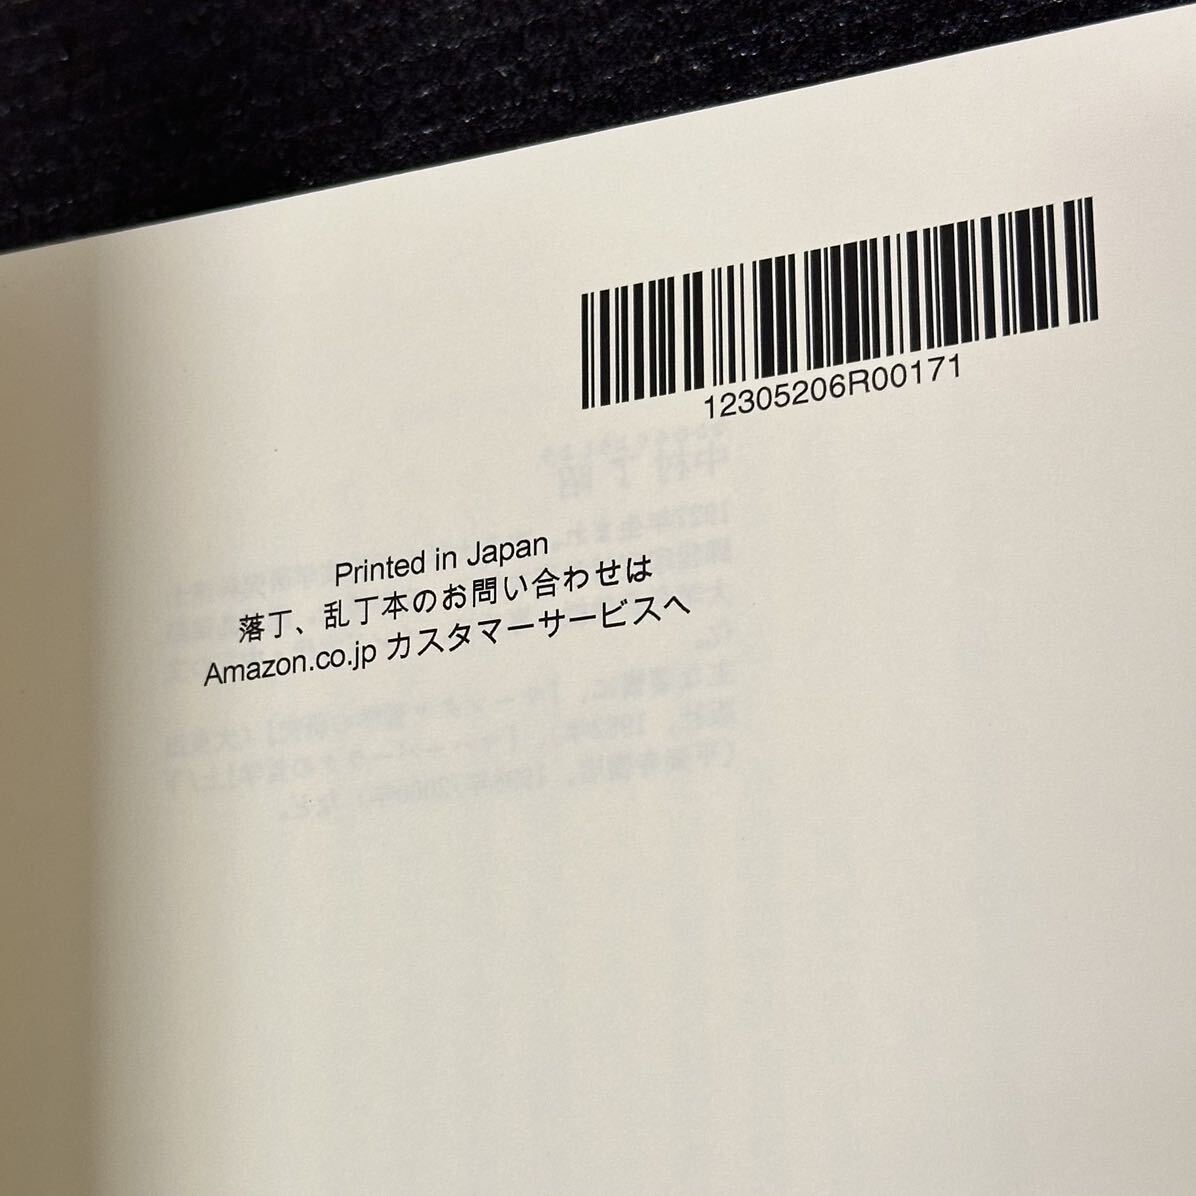 12305206R00171
Printed in Japan
落丁、乱丁本のお問い合わせは
Amazon.co.jp カスタマーサービスへ